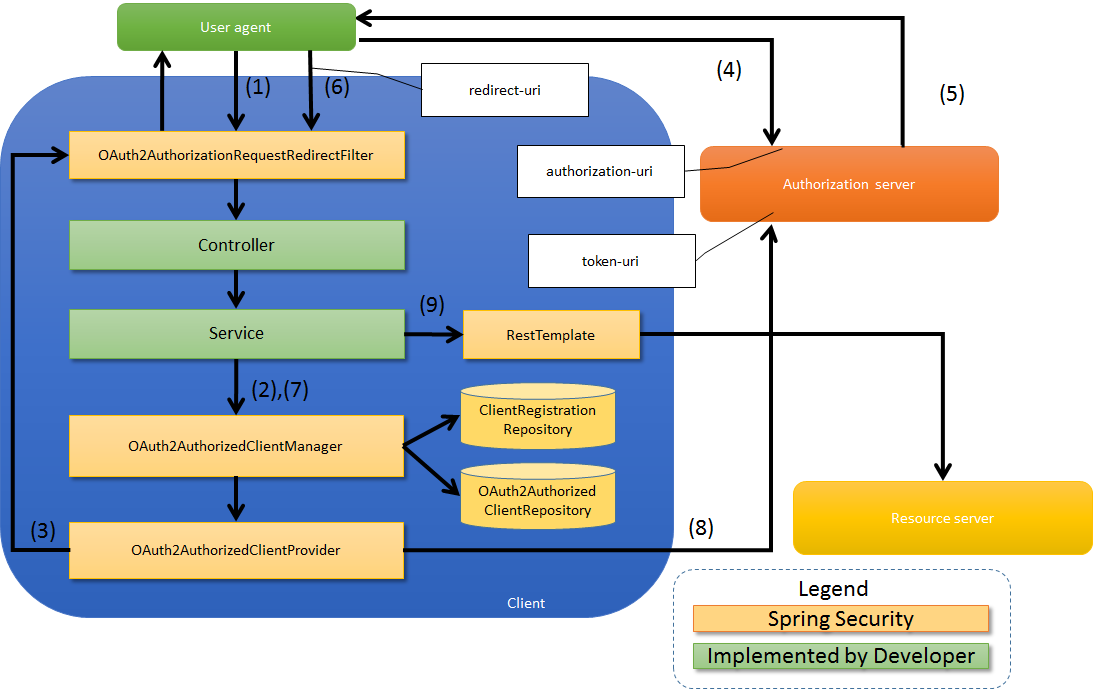 User agent
(1)
(6)
redirect-uri
(4)
(5)
OAuth2AuthorizationRequestRedirectFilter
authorization-uri
Authorization server
Controller
token-uri
(9)
Service
RestTemplate
(2),(7)
ClientRegistration
Repository
OAuth2AuthorizedClientManager
OAuth2Authorized
ClientRepository
Resource server
(3)
(8)
OAuth2AuthorizedClientProvider
Client
Legend
Spring Security
Implemented by Developer